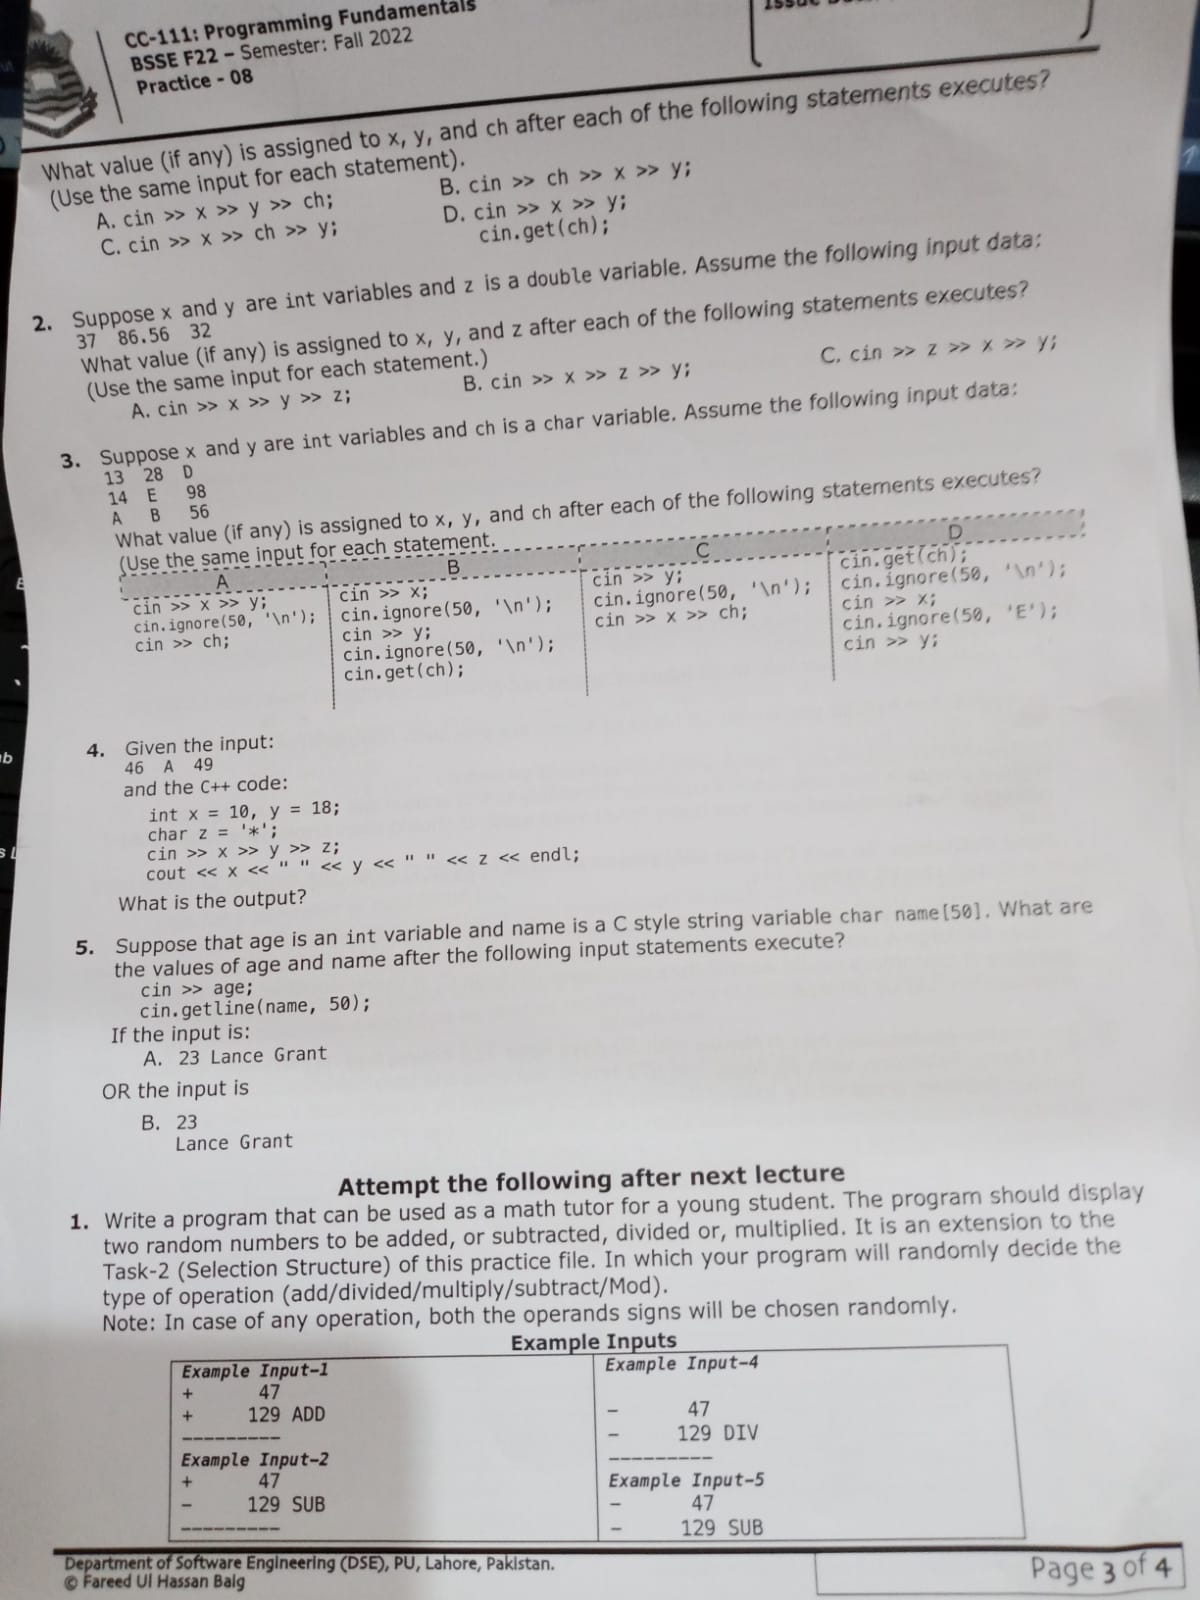 CC-111: Programming Fundamentals
BSSE F22 – Semester: Fall 2022
Practice - 08
What value (if any) is assigned to x, y, and ch after each of the following statements executes?
(Use the same input for each statement).
A. cin >> x >> y >> ch; B. cin >> ch >> x >> y;
C. cin >> x >> ch >> y; D. cin >> x >> y;
cin.get(ch);
2. Suppose x and y are int variables and z is a double variable. Assume the following input data:
37 86.56 32
What value (if any) is assigned to x, y, and z after each of the following statements executes?
(Use the same input for each statement.)
A. cin >> x >> y >> z; B. cin >> x >> z >> y; C. cin >> z >> x >> y;
3. Suppose x and y are int variables and ch is a char variable. Assume the following input data:
13 28 D
14 E 98
A B 56
What value (if any) is assigned to x, y, and ch after each of the following statements executes?
(Use the same input for each statement.
A
cin >> x >> y;
cin.ignore(50, '\n');
cin >> ch;
B
cin >> x;
cin.ignore(50, '\n');
cin >> y;
cin.ignore(50, '\n');
cin.get(ch);
C
cin >> y;
cin.ignore(50, '\n');
cin >> x >> ch;
D
cin.get(ch);
cin.ignore(50, '\n');
cin >> x;
cin.ignore(50, 'E');
cin >> y;
4. Given the input:
46 A 49
and the C++ code:
int x = 10, y = 18;
char z = '*';
cin >> x >> y >> z;
cout << x << " " << y << " " << z << endl;
What is the output?
5. Suppose that age is an int variable and name is a C style string variable char name[50]. What are
the values of age and name after the following input statements execute?
cin >> age;
cin.getline(name, 50);
If the input is:
A. 23 Lance Grant
OR the input is
B. 23
Lance Grant
Attempt the following after next lecture
1. Write a program that can be used as a math tutor for a young student. The program should display
two random numbers to be added, or subtracted, divided or, multiplied. It is an extension to the
Task-2 (Selection Structure) of this practice file. In which your program will randomly decide the
type of operation (add/divided/multiply/subtract/Mod).
Note: In case of any operation, both the operands signs will be chosen randomly.
Example Inputs
Example Input-1
+ 47
+ 129 ADD
---------
Example Input-2
+ 47
- 129 SUB
---------
Example Input-4
- 47
- 129 DIV
---------
Example Input-5
- 47
- 129 SUB
Department of Software Engineering (DSE), PU, Lahore, Pakistan.
© Fareed Ul Hassan Baig
Page 3 of 4